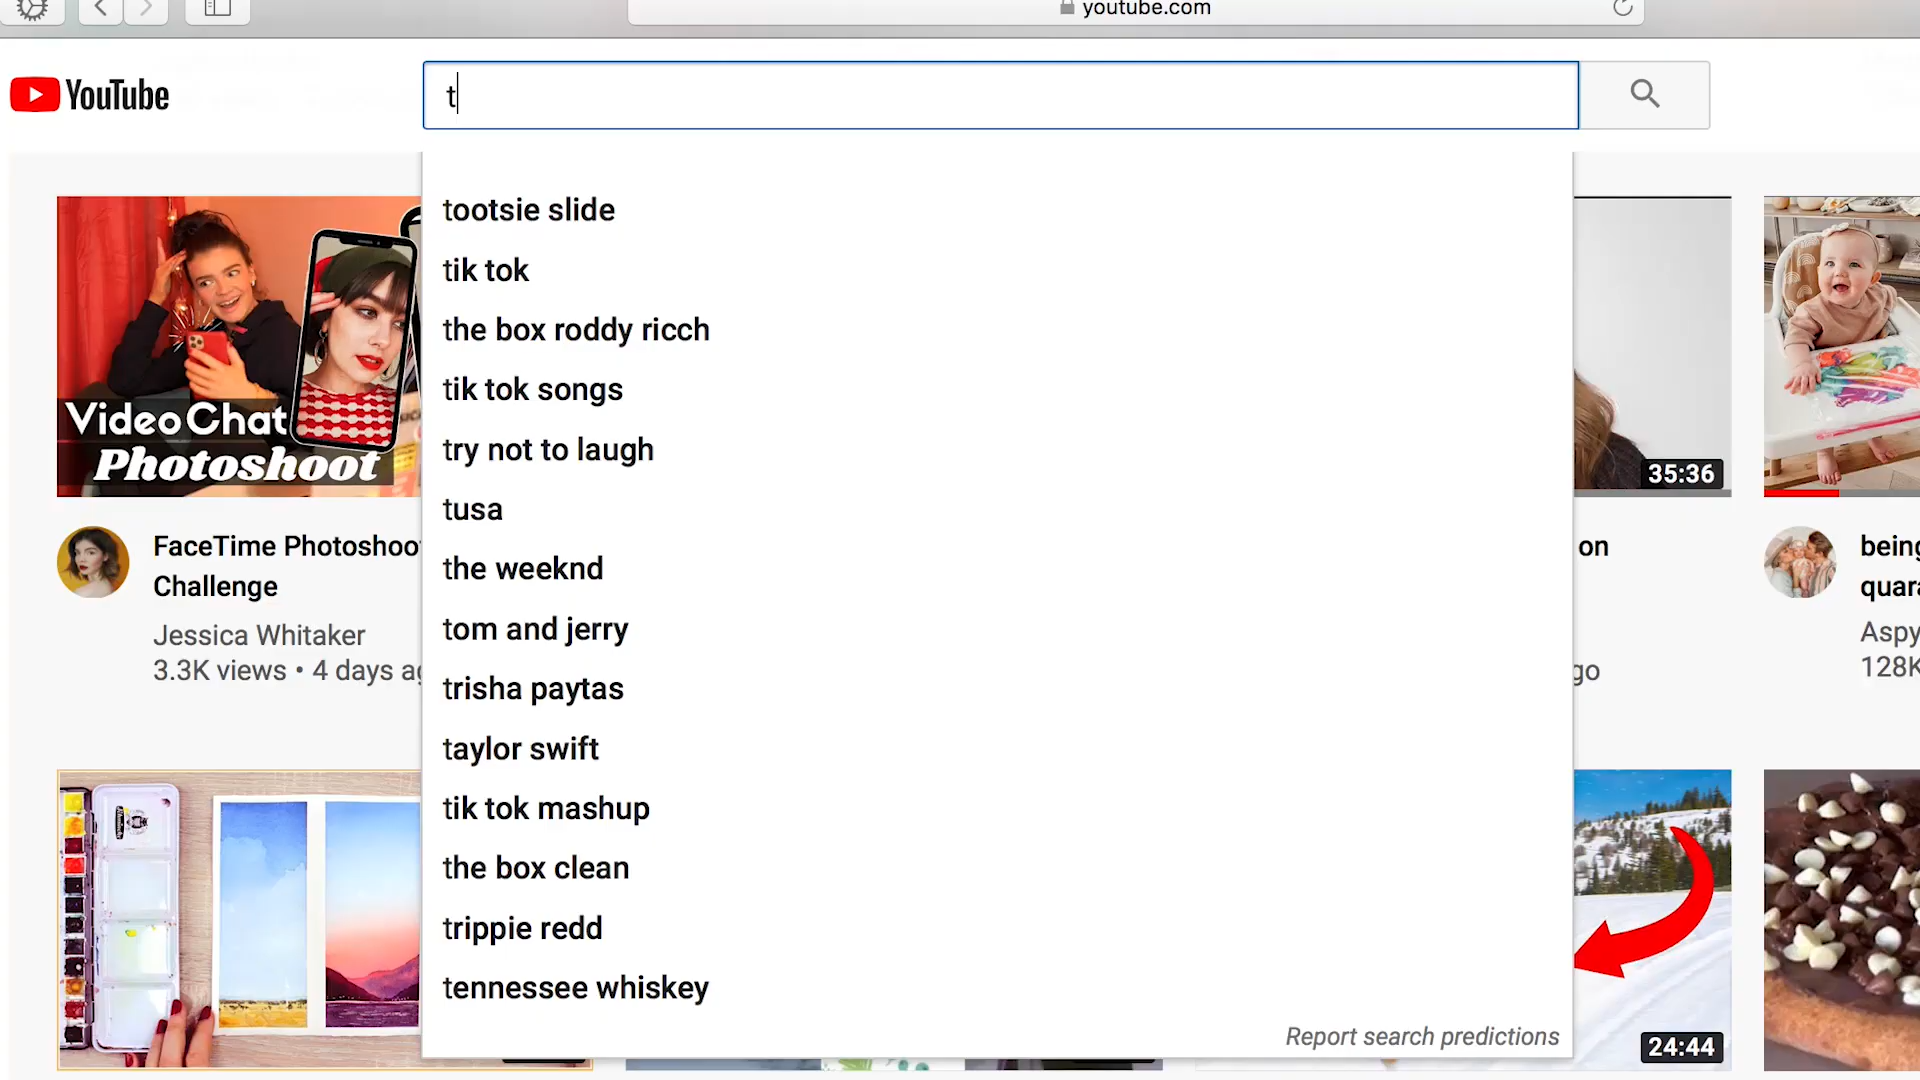 youtube.com
YouTube
t
tootsie slide
tik tok
the box roddy ricch
tik tok songs
try not to laugh
tusa
the weeknd
tom and jerry
trisha paytas
taylor swift
tik tok mashup
the box clean
trippie redd
tennessee whiskey
Report search predictions
Video Chat
Photoshoot
FaceTime Photoshoo
Challenge
Jessica Whitaker
3.3K views • 4 days ag
35:36
on
go
being
quara
Aspy
128K
24:44